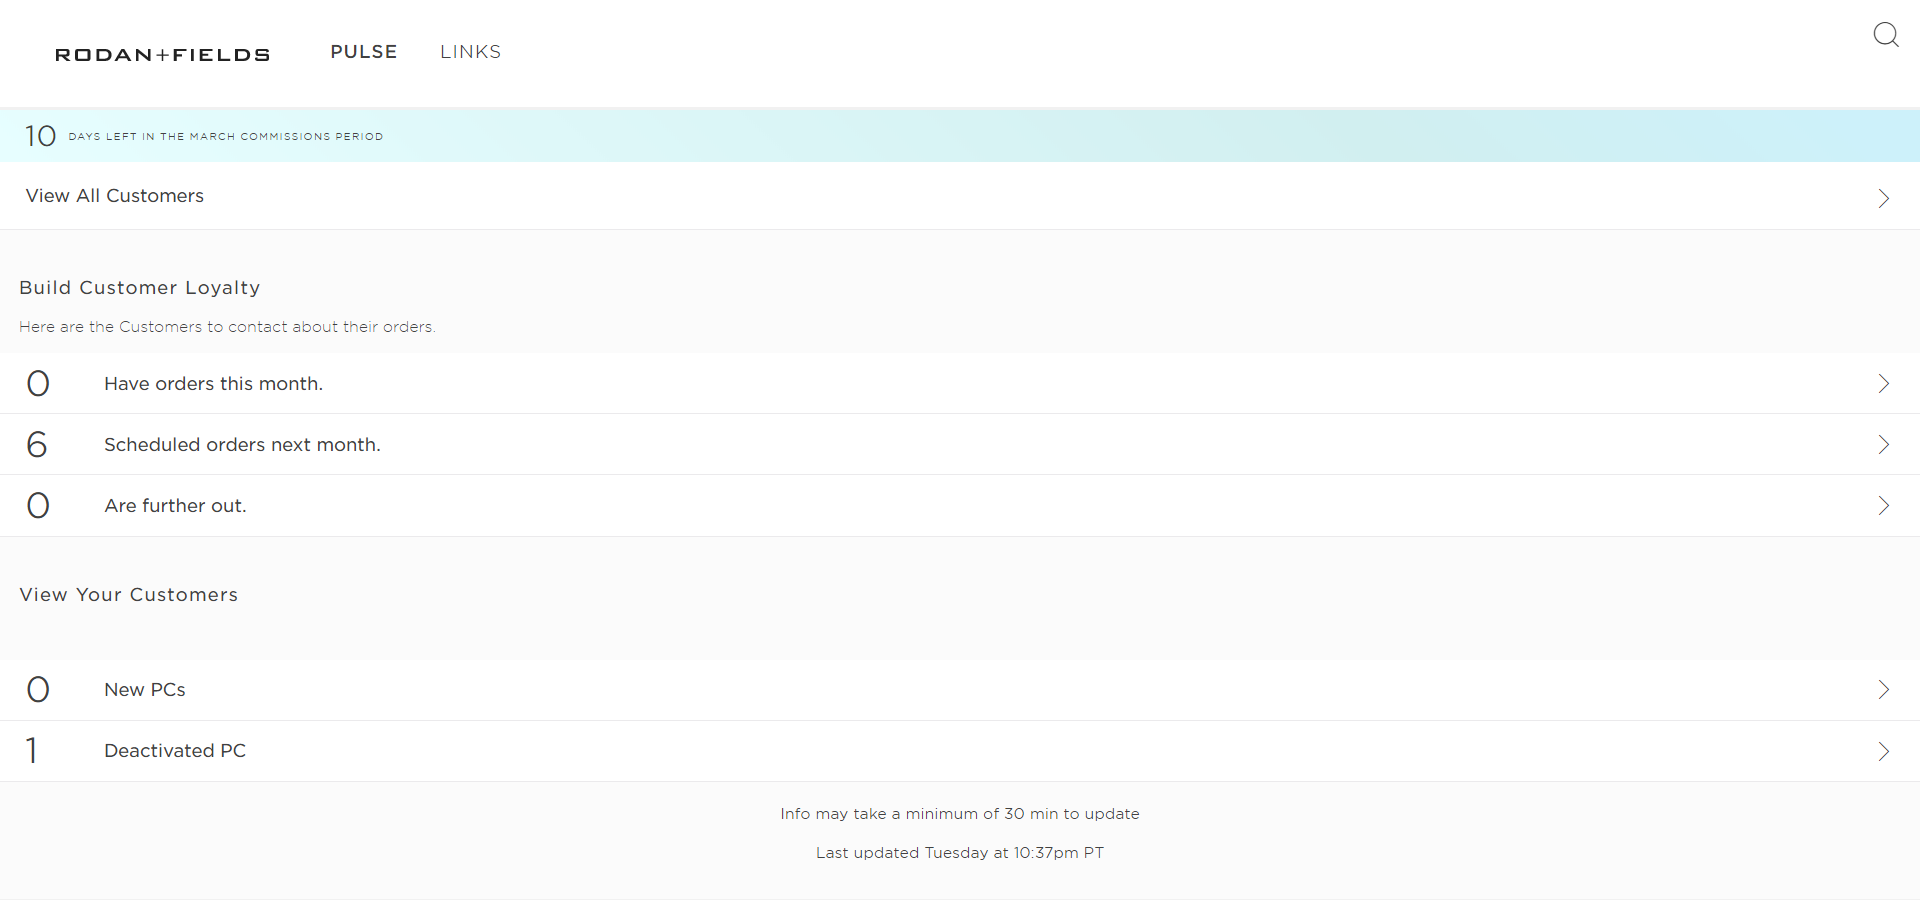 RODAN+FIELDS PULSE LINKS
10 DAYS LEFT IN THE MARCH COMMISSIONS PERIOD
View All Customers
Build Customer Loyalty
Here are the Customers to contact about their orders.
0 Have orders this month.
6 Scheduled orders next month.
0 Are further out.
View Your Customers
0 New PCs
1 Deactivated PC
Info may take a minimum of 30 min to update
Last updated Tuesday at 10:37pm PT